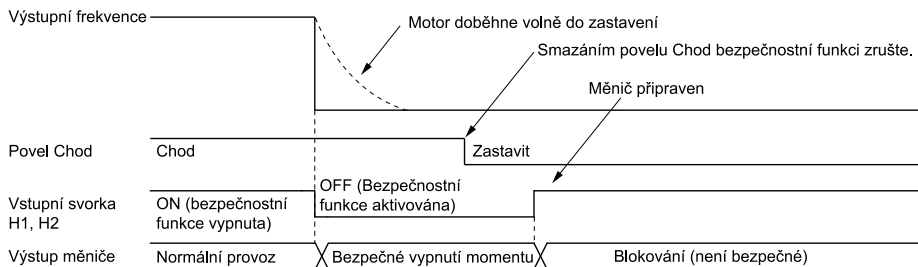 Výstupní frekvence
Motor doběhne volně do zastavení
Smazáním povelu Chod bezpečnostní funkci zrušte.
Měnič připraven
Povel Chod
Chod
Zastavit
Vstupní svorka
H1, H2
ON (bezpečnostní
funkce vypnuta)
OFF (Bezpečnostní
funkce aktivována)
Výstup měniče
Normální provoz
Bezpečné vypnutí momentu
Blokování (není bezpečné)